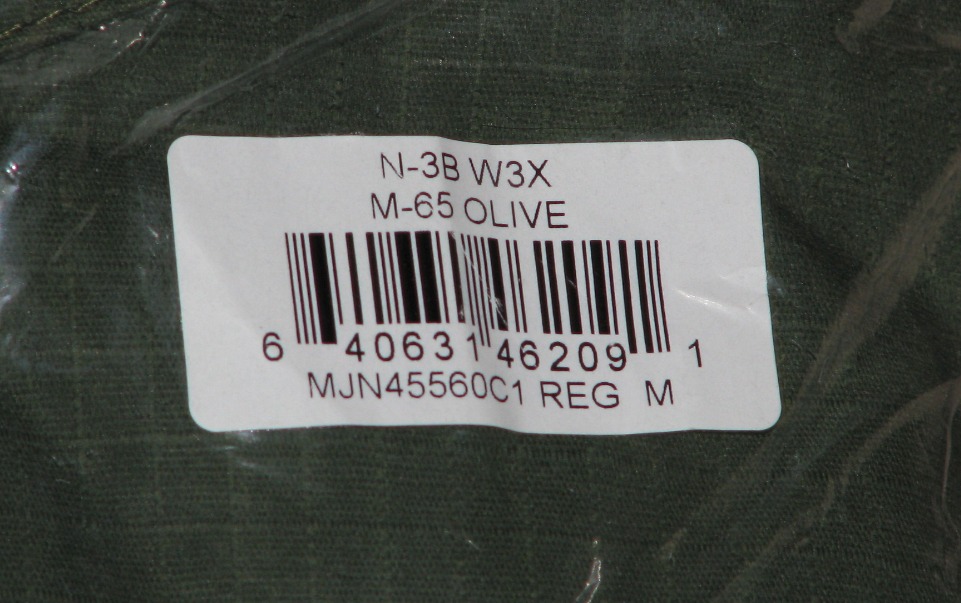 N-3B W3X
M-65 OLIVE
6 40631 46209 1
MJN45560C1 REG M